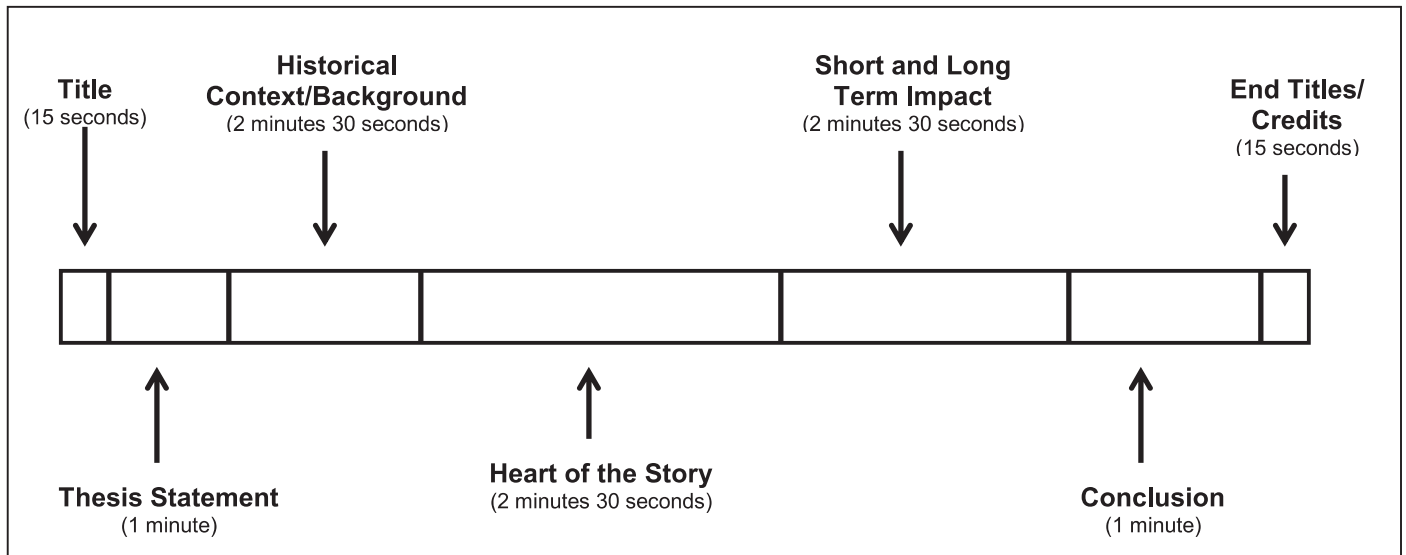 Title
(15 seconds)
Historical
Context/Background
(2 minutes 30 seconds)
Short and Long
Term Impact
(2 minutes 30 seconds)
End Titles/
Credits
(15 seconds)
Thesis Statement
(1 minute)
Heart of the Story
(2 minutes 30 seconds)
Conclusion
(1 minute)